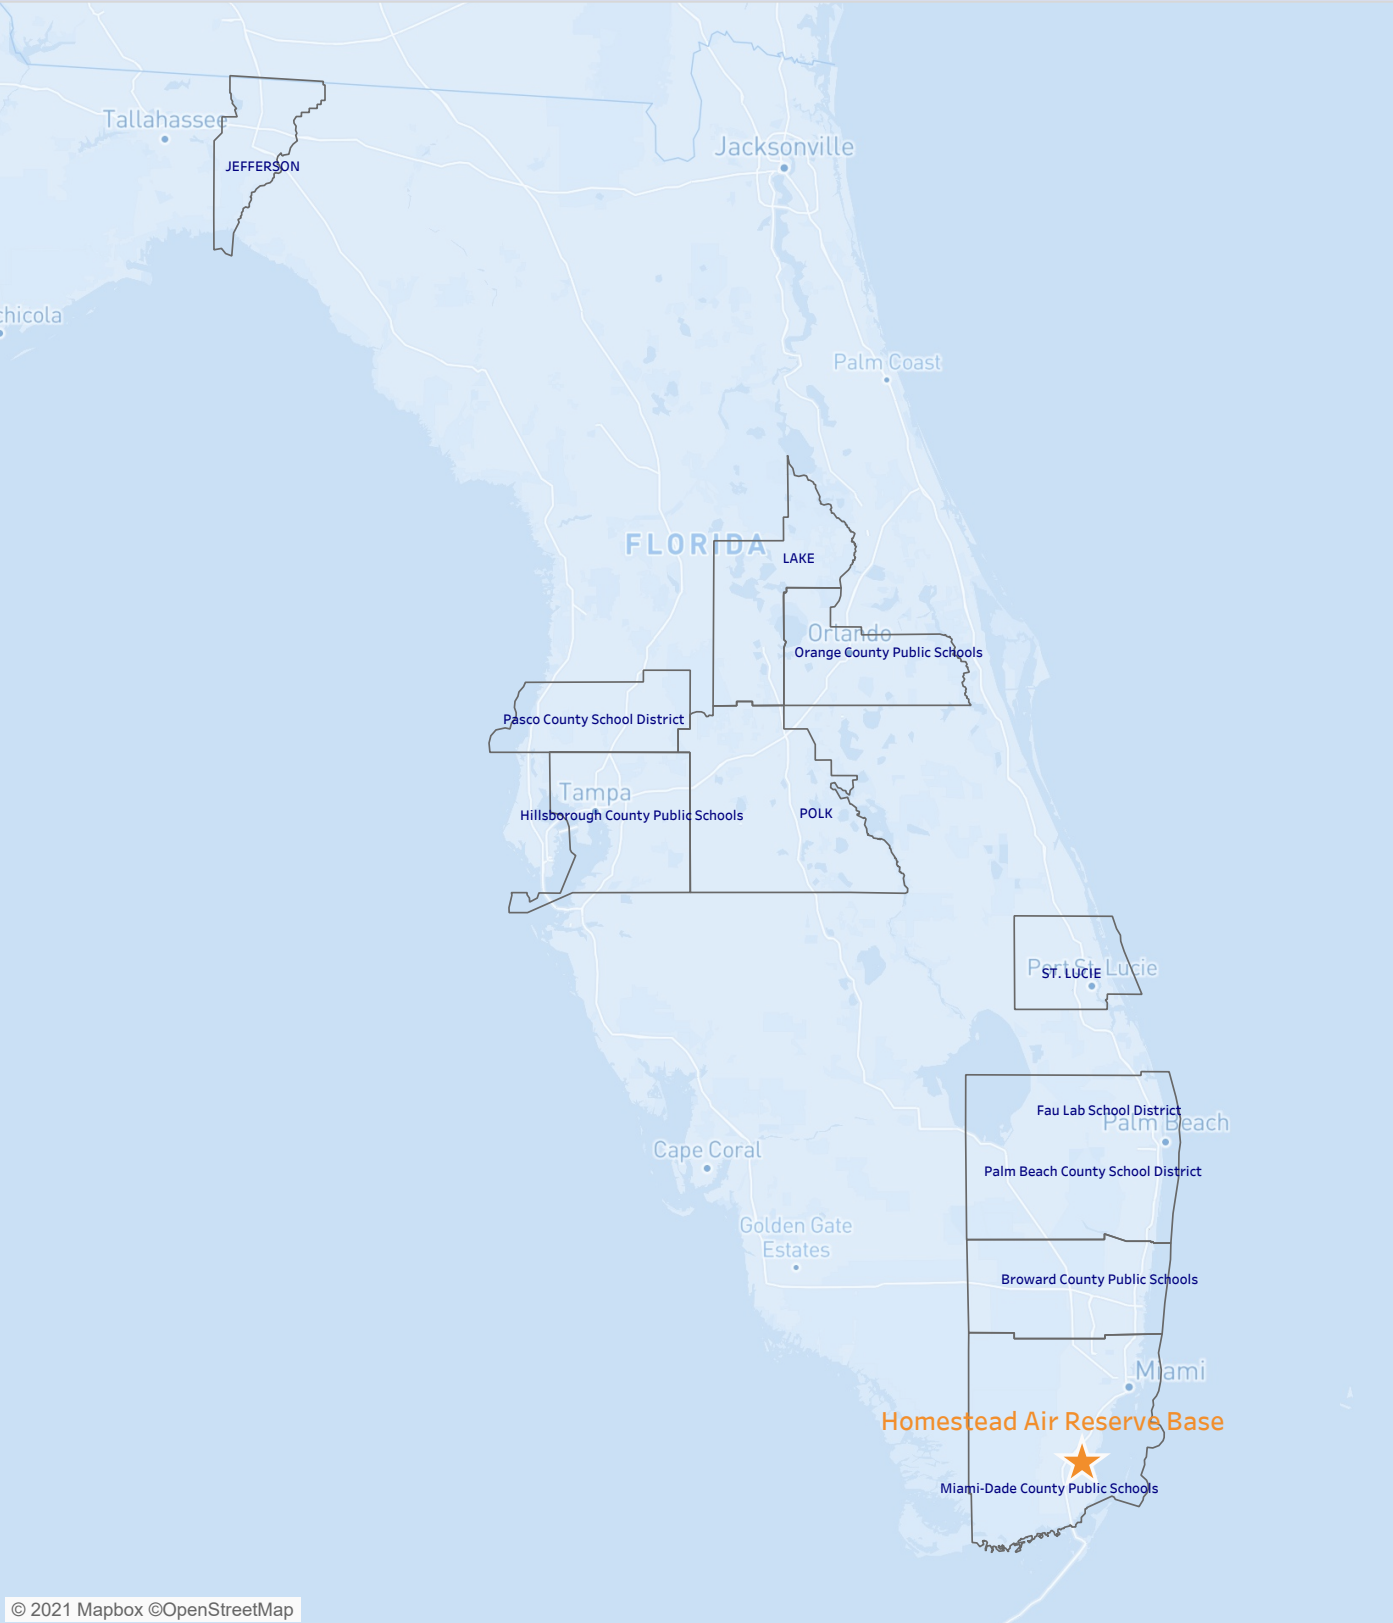 Tallahassee
Jacksonville
JEFFERSON
chicola
Palm Coast
FLORIDA
LAKE
Orlando
Orange County Public Schools
Pasco County School District
Tampa
Hillsborough County Public Schools
POLK
Port St. Lucie
ST. LUCIE
Fau Lab School District
Palm Beach
Cape Coral
Palm Beach County School District
Golden Gate
Estates
Broward County Public Schools
Miami
Homestead Air Reserve Base
Miami-Dade County Public Schools
© 2021 Mapbox ©OpenStreetMap